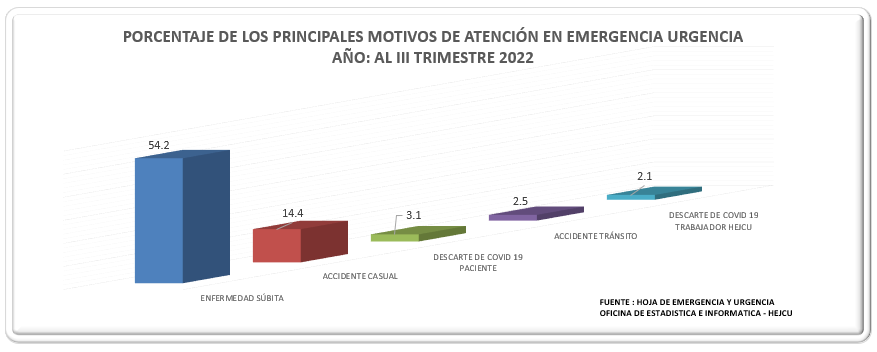 PORCENTAJE DE LOS PRINCIPALES MOTIVOS DE ATENCIÓN EN EMERGENCIA URGENCIA
AÑO: AL III TRIMESTRE 2022
54.2
14.4
3.1
2.5
2.1
ENFERMEDAD SÚBITA
ACCIDENTE CASUAL
DESCARTE DE COVID 19
PACIENTE
ACCIDENTE TRÁNSITO
DESCARTE DE COVID 19
TRABAJADOR HEJCU
FUENTE : HOJA DE EMERGENCIA Y URGENCIA
OFICINA DE ESTADISTICA E INFORMATICA - HEJCU